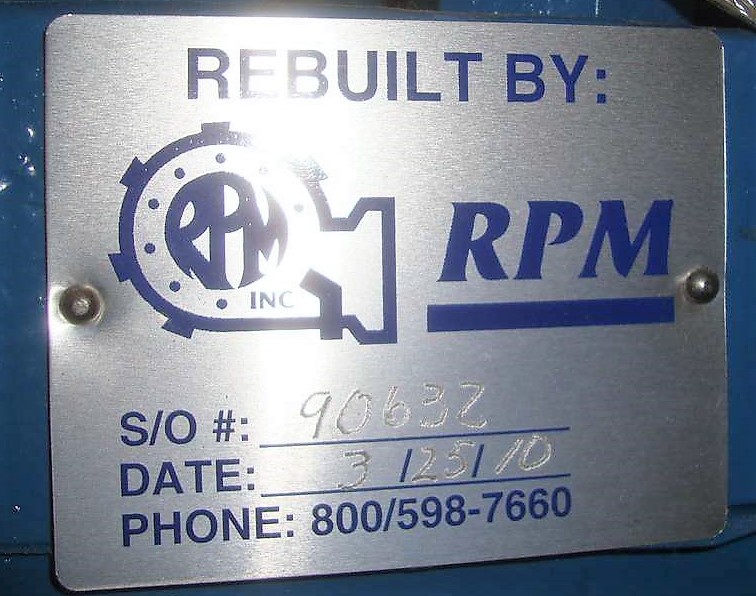 REBUILT BY:
RPM
INC
RPM
S/O #: 90632
DATE: 3/25/10
PHONE: 800/598-7660